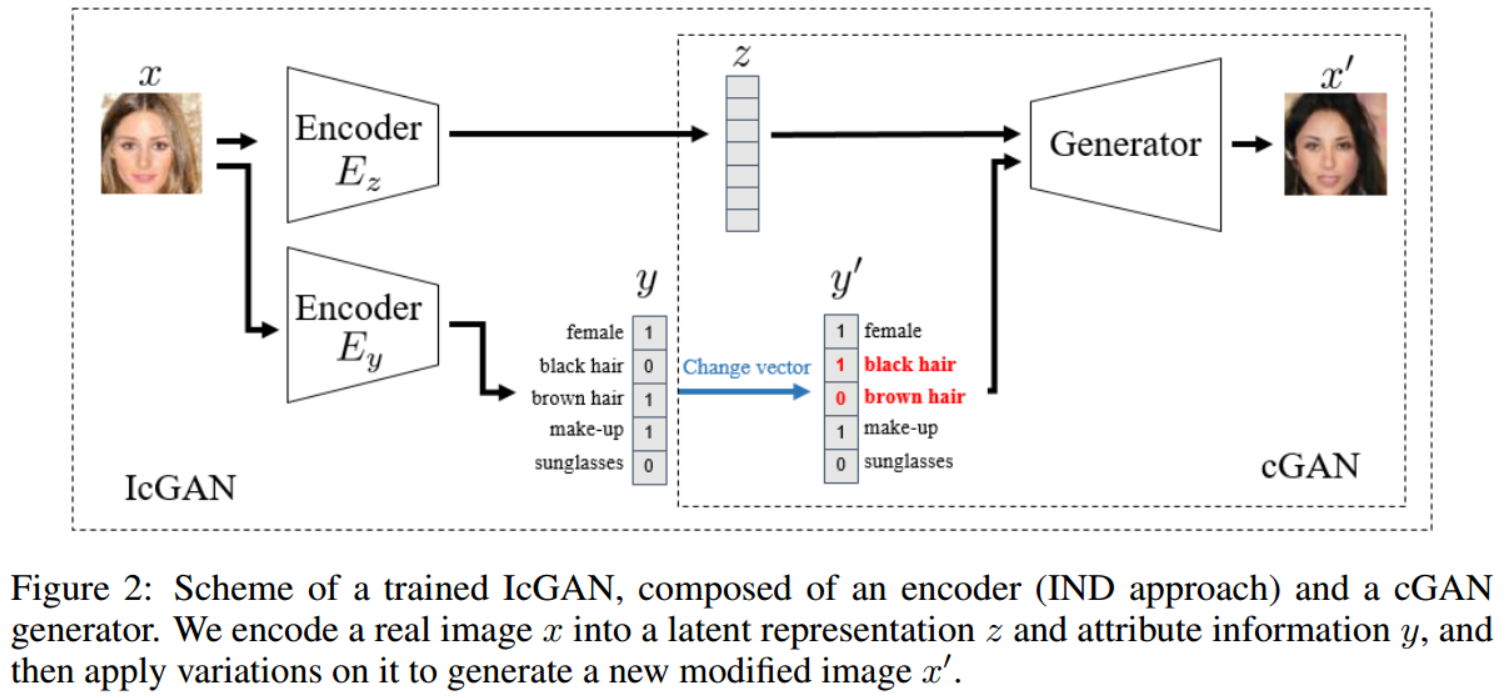 x
Encoder
E_z
z
Generator
x′
Encoder
E_y
y
female 1
black hair 0
brown hair 1
make-up 1
sunglasses 0
Change vector
y′
1 female
1 black hair
0 brown hair
1 make-up
0 sunglasses
IcGAN
cGAN
Figure 2: Scheme of a trained IcGAN, composed of an encoder (IND approach) and a cGAN
generator. We encode a real image x into a latent representation z and attribute information y, and
then apply variations on it to generate a new modified image x′.